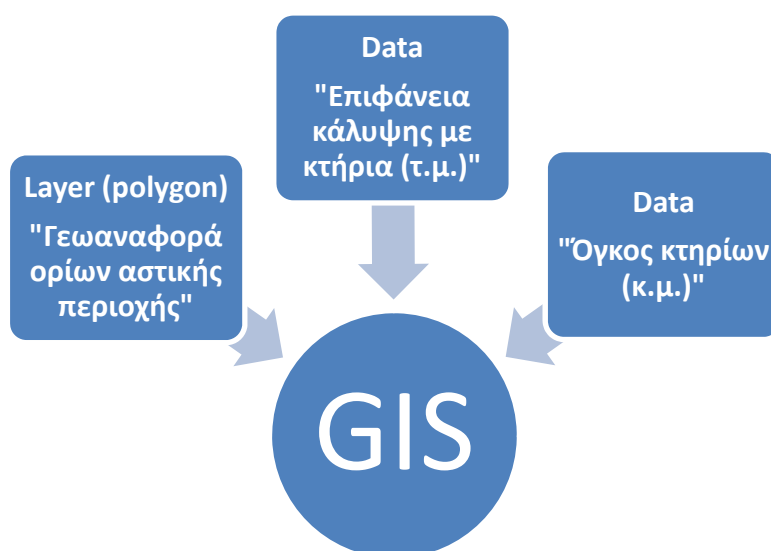 Layer (polygon)
"Γεωαναφορά
ορίων αστικής
περιοχής"
Data
"Επιφάνεια
κάλυψης με
κτήρια (τ.μ.)"
Data
"Όγκος κτηρίων
(κ.μ.)"
GIS